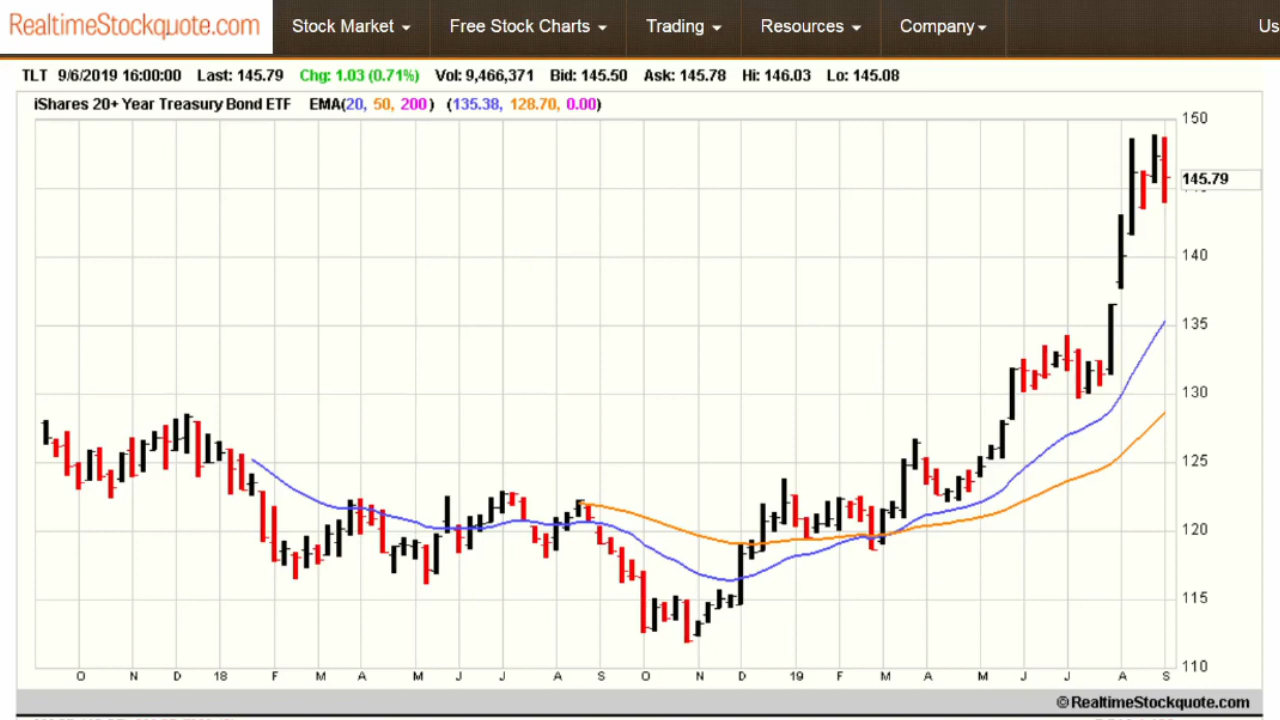 RealtimeStockquote.com Stock Market Free Stock Charts Trading Resources Company Us
TLT 9/6/2019 16:00:00 Last: 145.79 Chg: 1.03 (0.71%) Vol: 9,466,371 Bid: 145.50 Ask: 145.78 Hi: 146.03 Lo: 145.08
iShares 20+ Year Treasury Bond ETF EMA(20, 50, 200) (135.38, 128.70, 0.00)
150
145.79
140
135
130
125
120
115
110
O N D 18 F M A M J J A S O N D 19 F M A M J J A S
©RealtimeStockquote.com